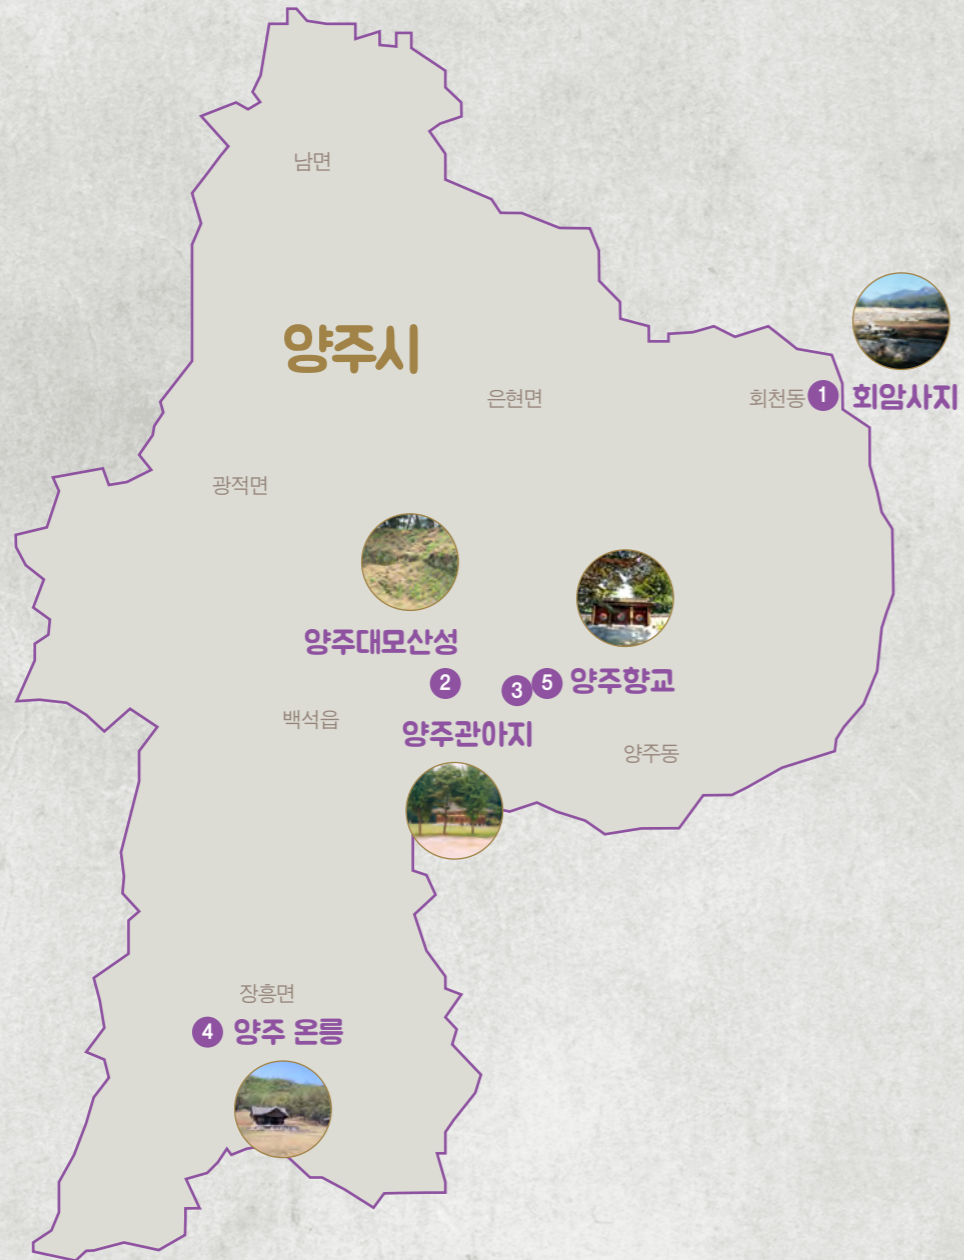 남면
양주시
은현면
회천동 1 회암사지
광적면
양주대모산성
2
3 5 양주향교
백석읍
양주관아지
양주동
장흥면
4 양주 온릉